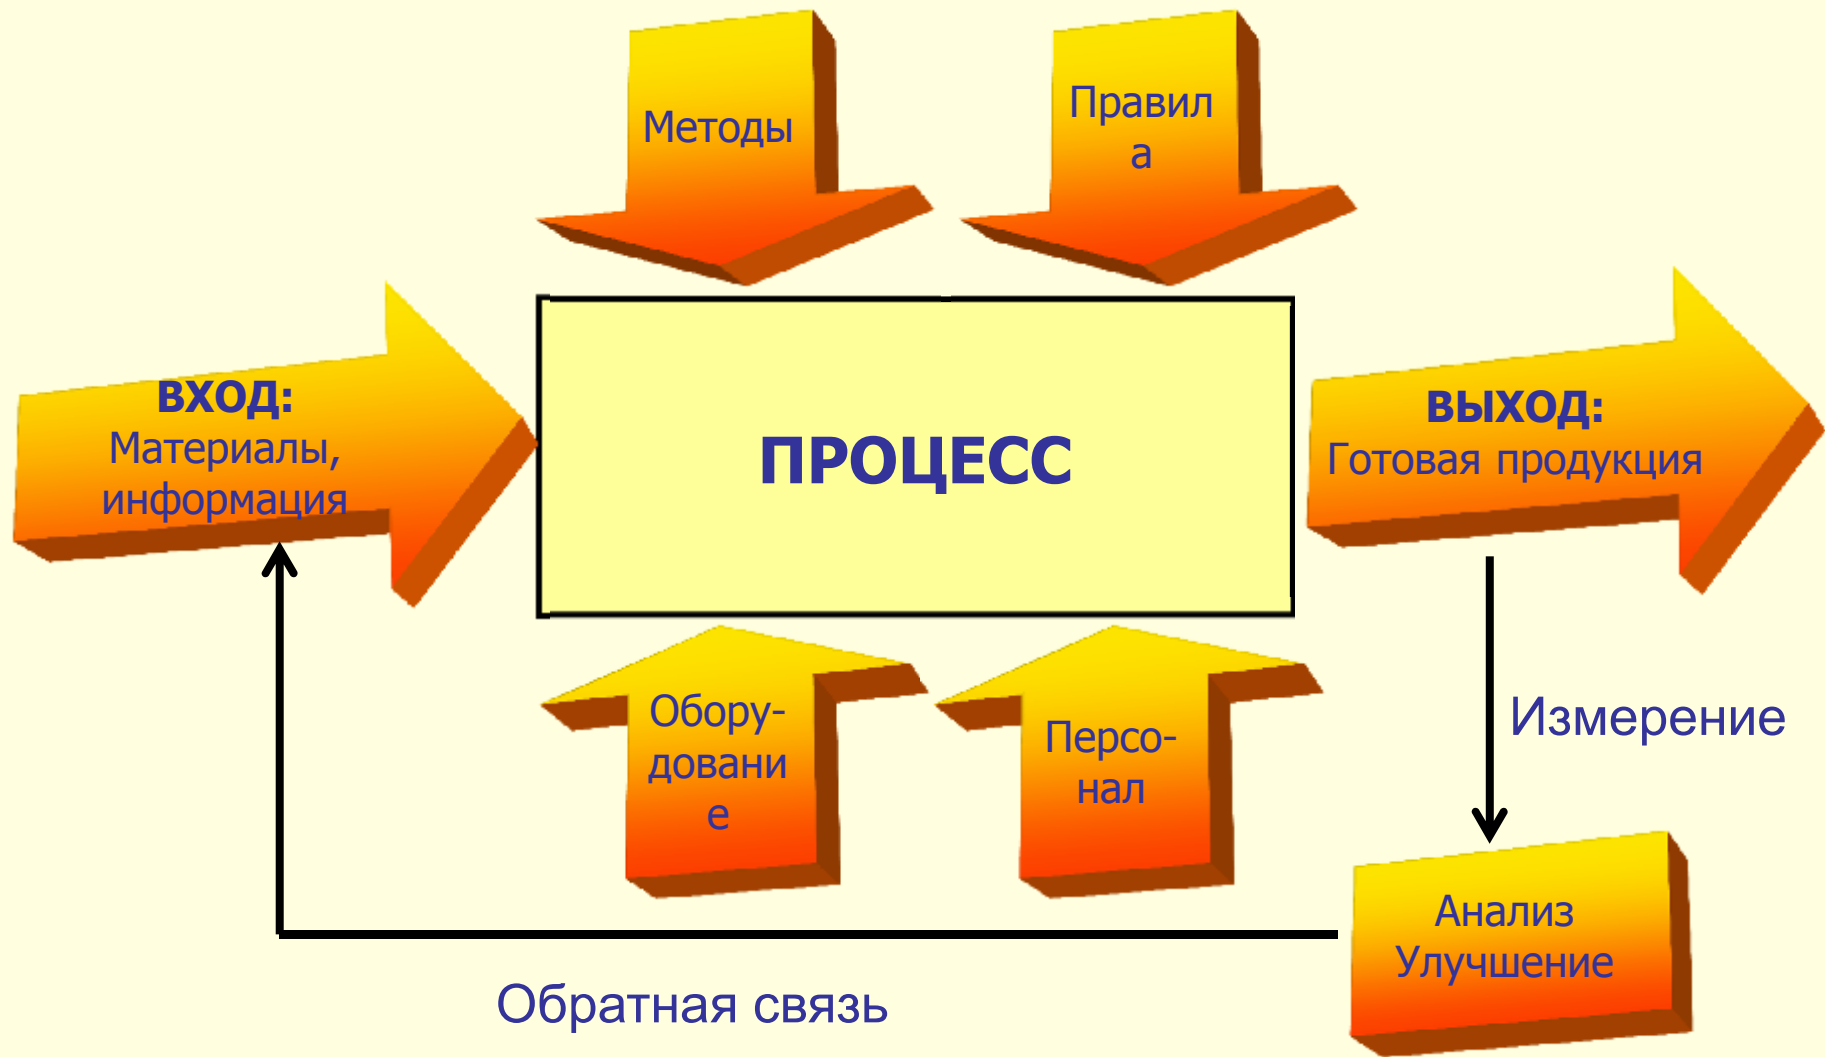 Методы
Правил
а
ВХОД:
Материалы,
информация
ПРОЦЕСС
ВЫХОД:
Готовая продукция
Обору-
довани
е
Персо-
нал
Измерение
Анализ
Улучшение
Обратная связь